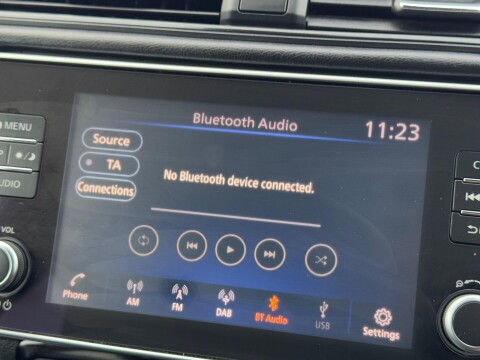 Bluetooth Audio
11:23
MENU
Source
TA
No Bluetooth device connected.
Connections
VOL
Phone
AM
FM
DAB
BT Audio
USB
Settings